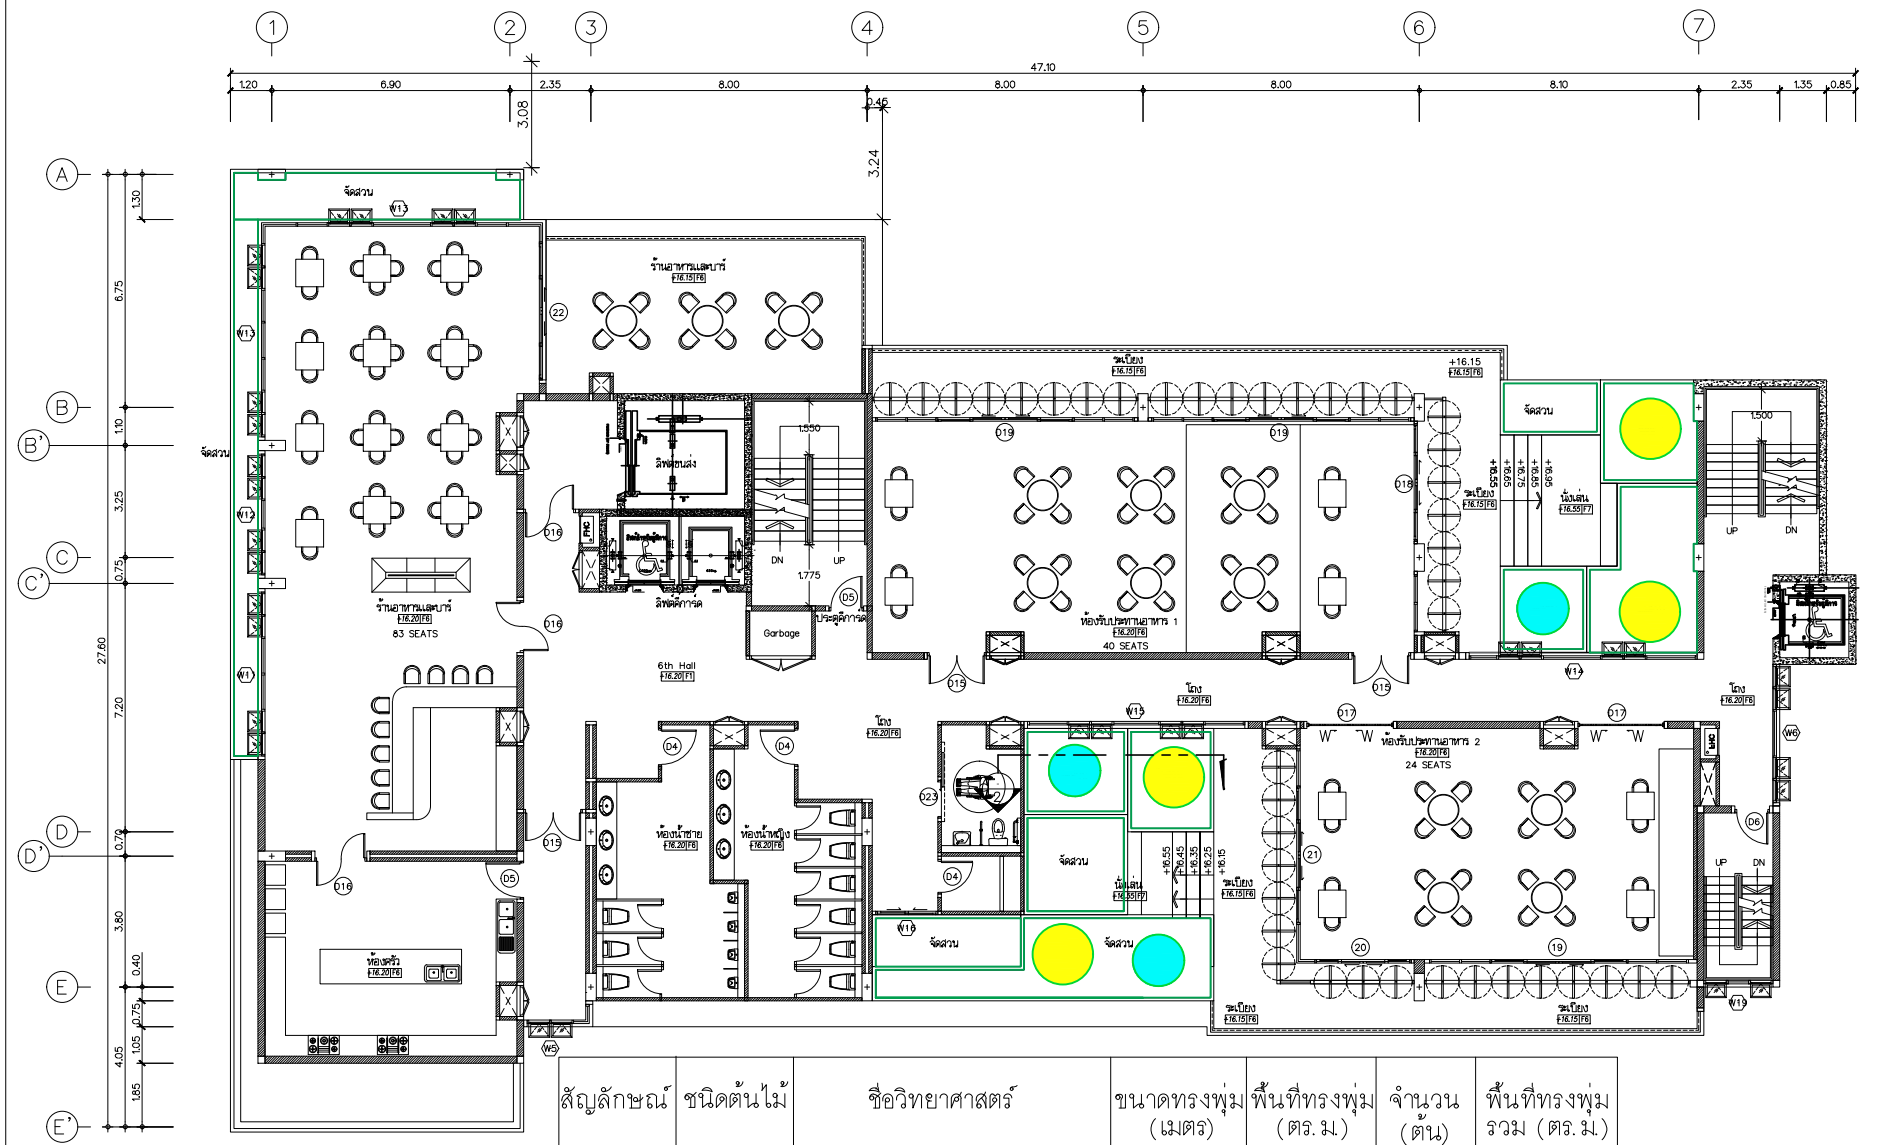 1 2 3 4 5 6 7
47.10
1.20 6.90 2.35 8.00 8.00 8.00 8.10 2.35 1.35 0.85
0.45
3.08
3.24
A
1.30
จัดสวน
W13
ร้านอาหารและบาร์
+16.15 F6
6.75
22
W13
ระเบียง
+16.15 F6
+16.15
+16.15 F6
B
จัดสวน
1.550
1.500
1.10
D19
D19
B'
จัดสวน
ลิฟต์ขนส่ง
D18
+16.55
+16.65
+16.75
+16.85
+16.95
ระเบียง
+16.15 F6
นั่งเล่น
+16.55 F7
3.25
W12
D16
FHC
UP DN
C
DN UP
0.75
1.775
C'
ลิฟต์คีการ์ด
D5
ประตูคีการ์ด
ร้านอาหารและบาร์
+16.20 F6
83 SEATS
D16
Garbage
ห้องรับประทานอาหาร 1
+16.20 F6
40 SEATS
27.60
W1
6th Hall
+16.20 F1
D15
D15
W14
โถง
+16.20 F6
โถง
+16.20 F6
7.20
W15
D17
D17
โถง
+16.20 F6
D4
D4
ห้องรับประทานอาหาร 2
+16.20 F6
24 SEATS
FHC
W6
D23
2
D
0.70
D15
ห้องน้ำชาย
+16.20 F6
ห้องน้ำหญิง
+16.20 F6
D6
D'
จัดสวน
+16.55
+16.45
+16.35
+16.25
+16.15
21
UP DN
D16
D5
D4
นั่งเล่น
+16.55 F7
ระเบียง
+16.15 F6
3.80
W16
จัดสวน
จัดสวน
20
19
ห้องครัว
+16.20 F6
0.40
E
0.75
W19
ระเบียง
+16.15 F6
ระเบียง
+16.15 F6
W5
4.05
1.05
1.85
E'
สัญลักษณ์ ชนิดต้นไม้ ชื่อวิทยาศาสตร์ ขนาดทรงพุ่ม พื้นที่ทรงพุ่ม จำนวน พื้นที่ทรงพุ่ม
(เมตร) (ตร.ม.) (ต้น) รวม (ตร.ม.)